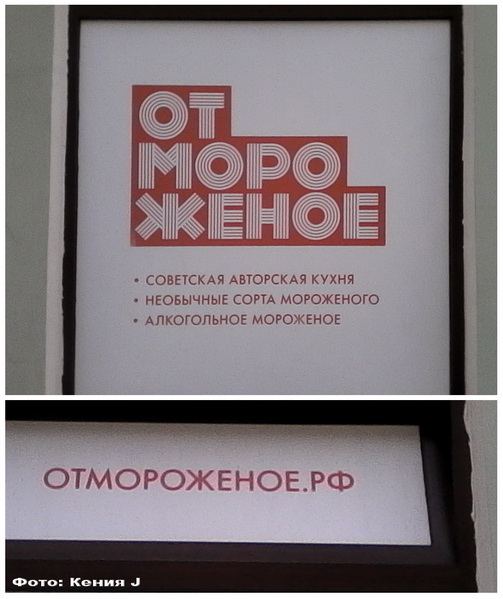 ОТ
МОРО
ЖЕНОЕ
• СОВЕТСКАЯ АВТОРСКАЯ КУХНЯ
• НЕОБЫЧНЫЕ СОРТА МОРОЖЕНОГО
• АЛКОГОЛЬНОЕ МОРОЖЕНОЕ
ОТМОРОЖЕНОЕ.РФ
Фото: Кения J